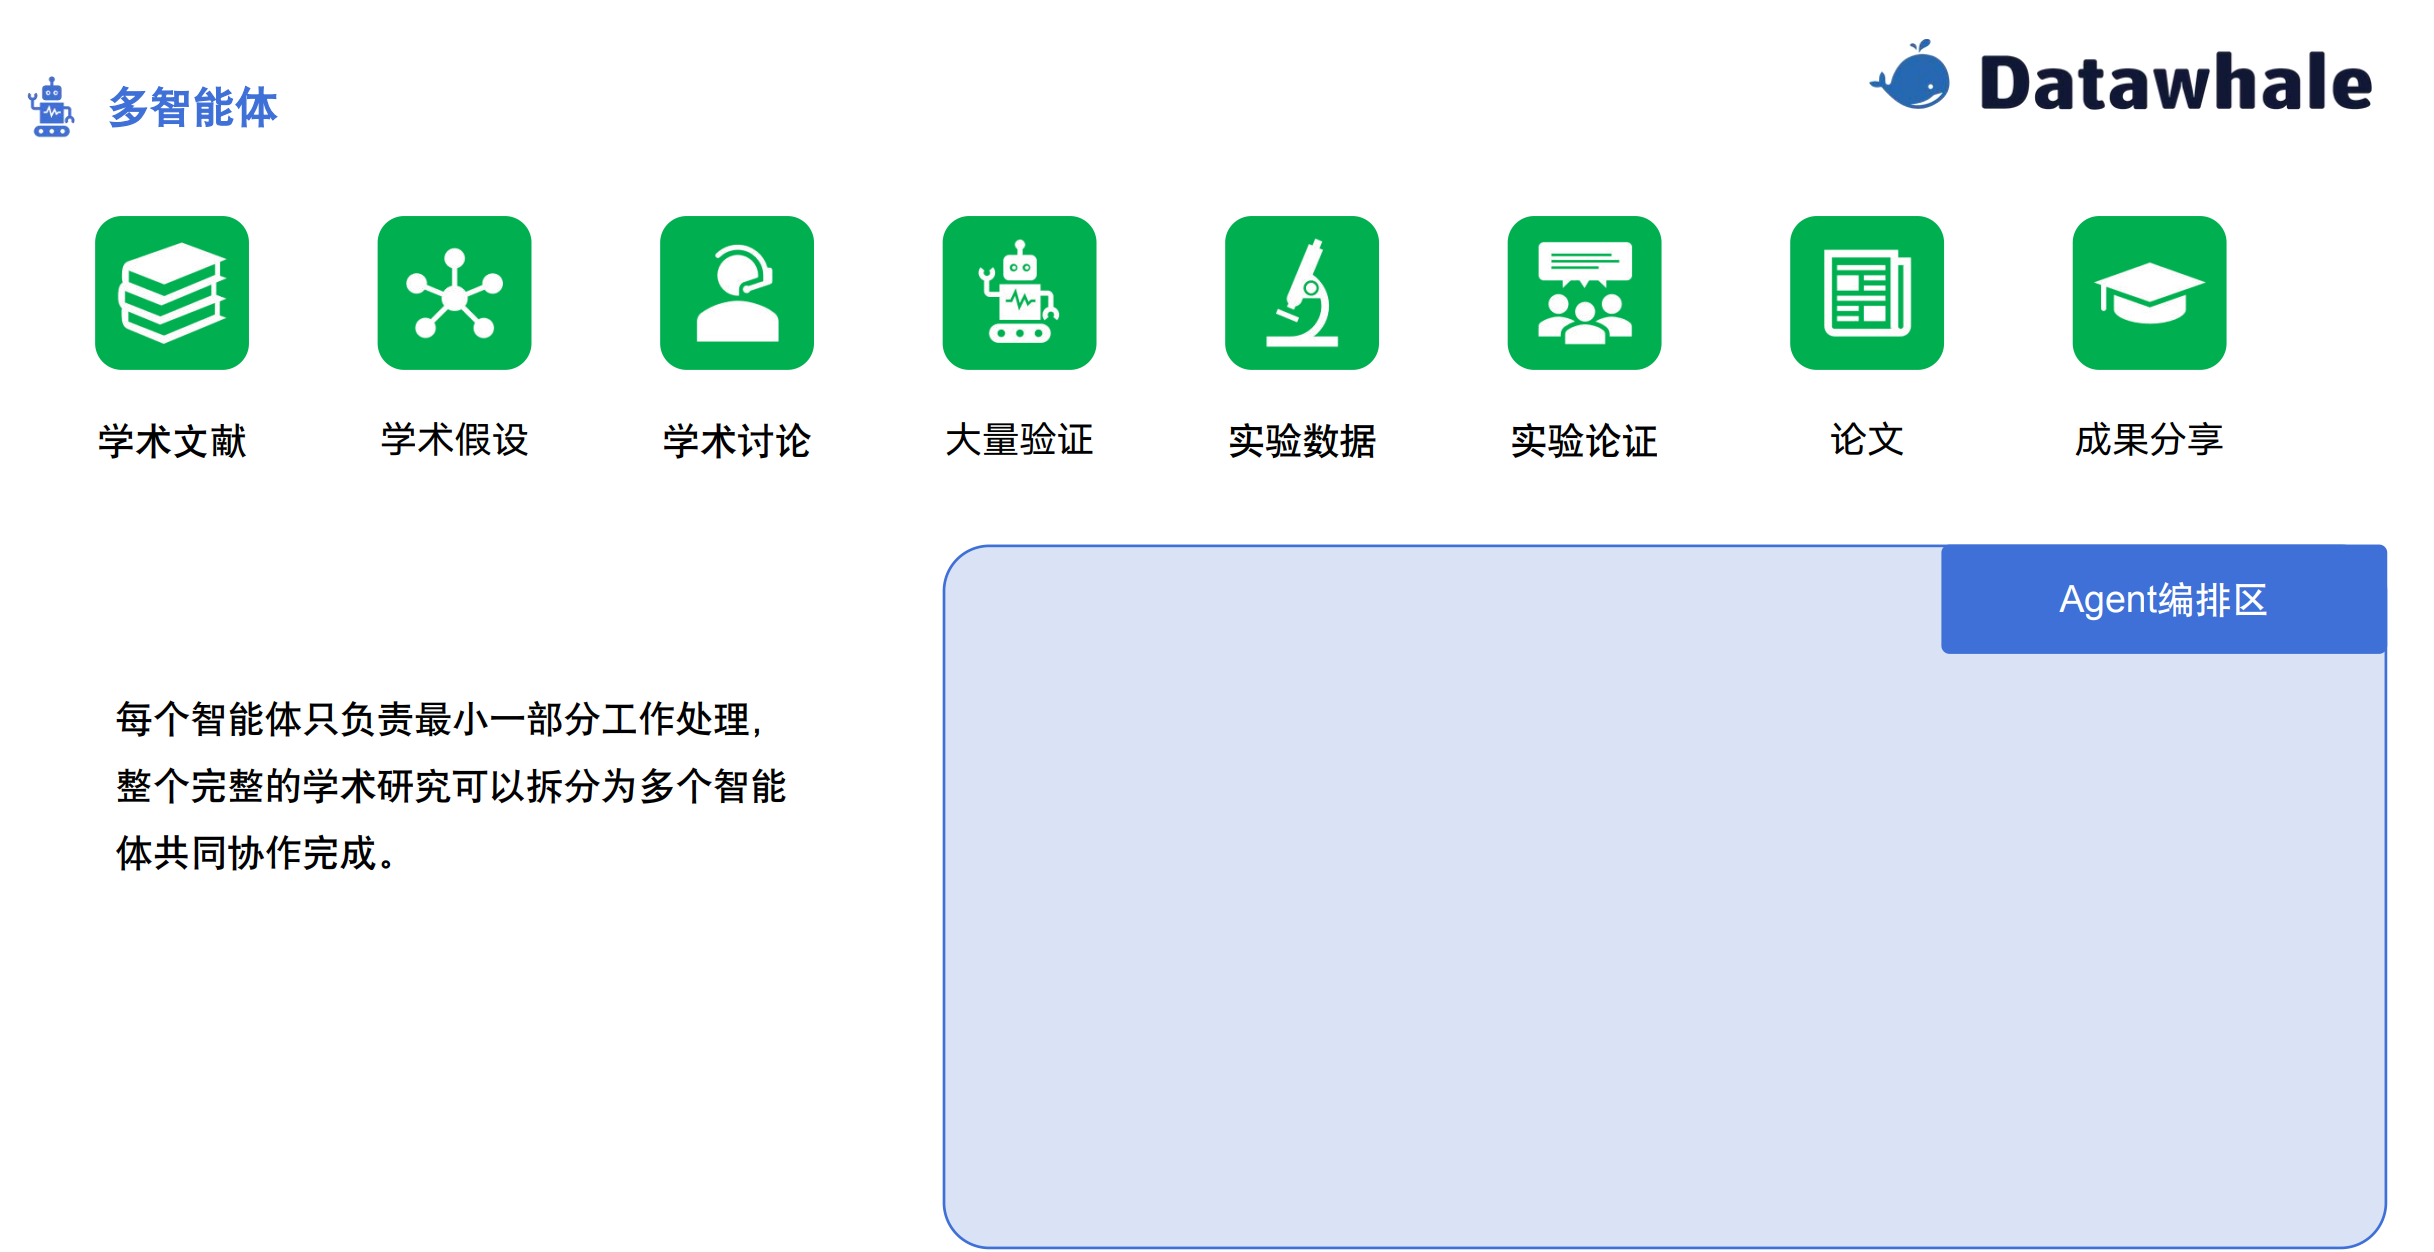 多智能体
Datawhale
学术文献
学术假设
学术讨论
大量验证
实验数据
实验论证
论文
成果分享
Agent编排区
每个智能体只负责最小一部分工作处理，
整个完整的学术研究可以拆分为多个智能
体共同协作完成。